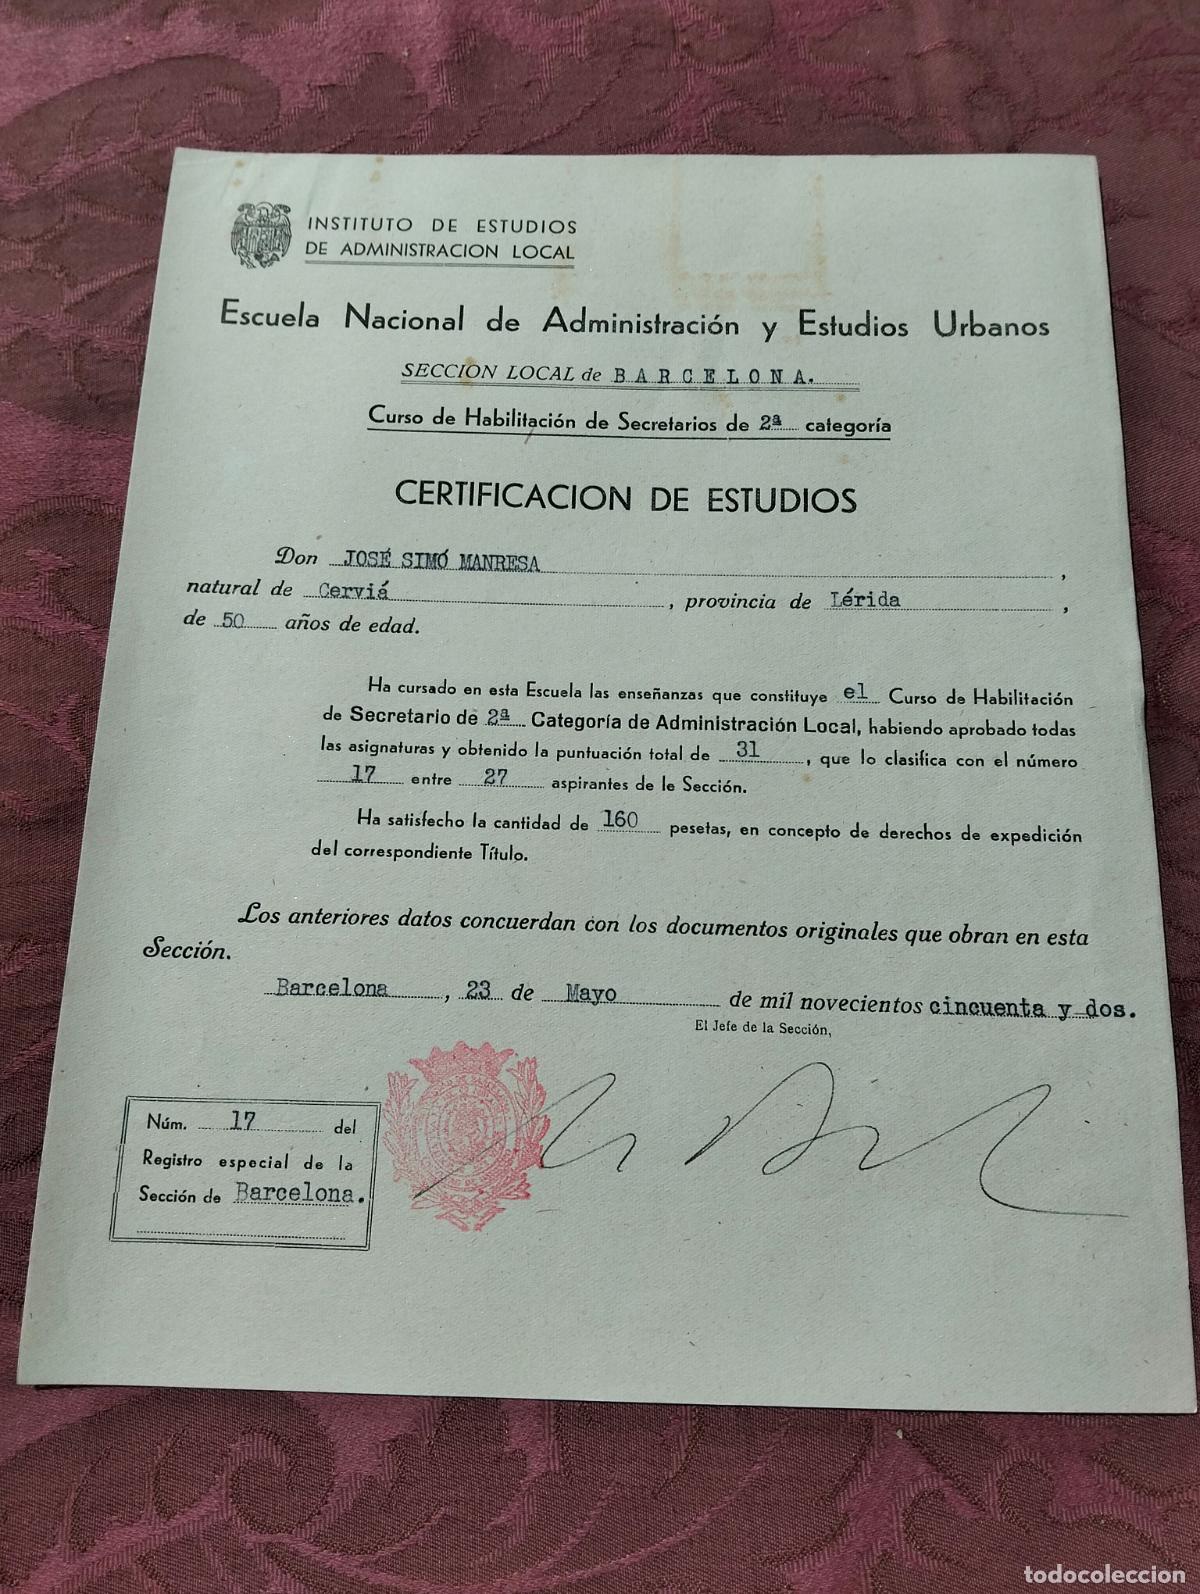 INSTITUTO DE ESTUDIOS
DE ADMINISTRACION LOCAL
Escuela Nacional de Administración y Estudios Urbanos
SECCION LOCAL de BARCELONA.
Curso de Habilitación de Secretarios de 2ª categoría
CERTIFICACION DE ESTUDIOS
Don JOSÉ SIMÓ MANRESA,
natural de Cerviá, provincia de Lérida,
de 50 años de edad.
Ha cursado en esta Escuela las enseñanzas que constituye el Curso de Habilitación
de Secretario de 2ª Categoría de Administración Local, habiendo aprobado todas
las asignaturas y obtenido la puntuación total de 31, que lo clasifica con el número
17 entre 27 aspirantes de le Sección.
Ha satisfecho la cantidad de 160 pesetas, en concepto de derechos de expedición
del correspondiente Título.
Los anteriores datos concuerdan con los documentos originales que obran en esta
Sección.
Barcelona, 23 de Mayo de mil novecientos cincuenta y dos.
El Jefe de la Sección,
Núm. 17 del
Registro especial de la
Sección de Barcelona.
todocoleccion